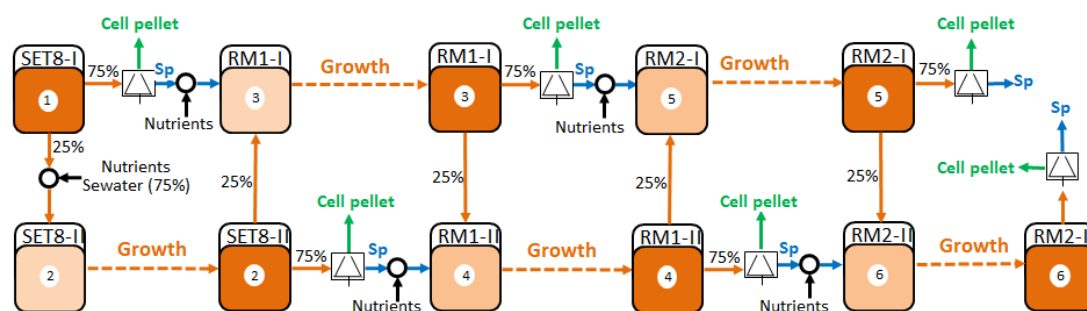 Cell pellet
Cell pellet
Cell pellet
SET8-I
75%
Sp
RM1-I
Growth
RM1-I
75%
Sp
RM2-I
Growth
RM2-I
75%
Sp
1
3
3
5
5
Nutrients
Nutrients
Sp
25%
Nutrients
Sewater (75%)
25%
Cell pellet
25%
25%
Cell pellet
25%
Cell pellet
SET8-II
Growth
SET8-II
75%
Sp
RM1-II
Growth
RM1-II
75%
Sp
RM2-II
Growth
RM2-I
2
2
4
4
6
6
Nutrients
Nutrients